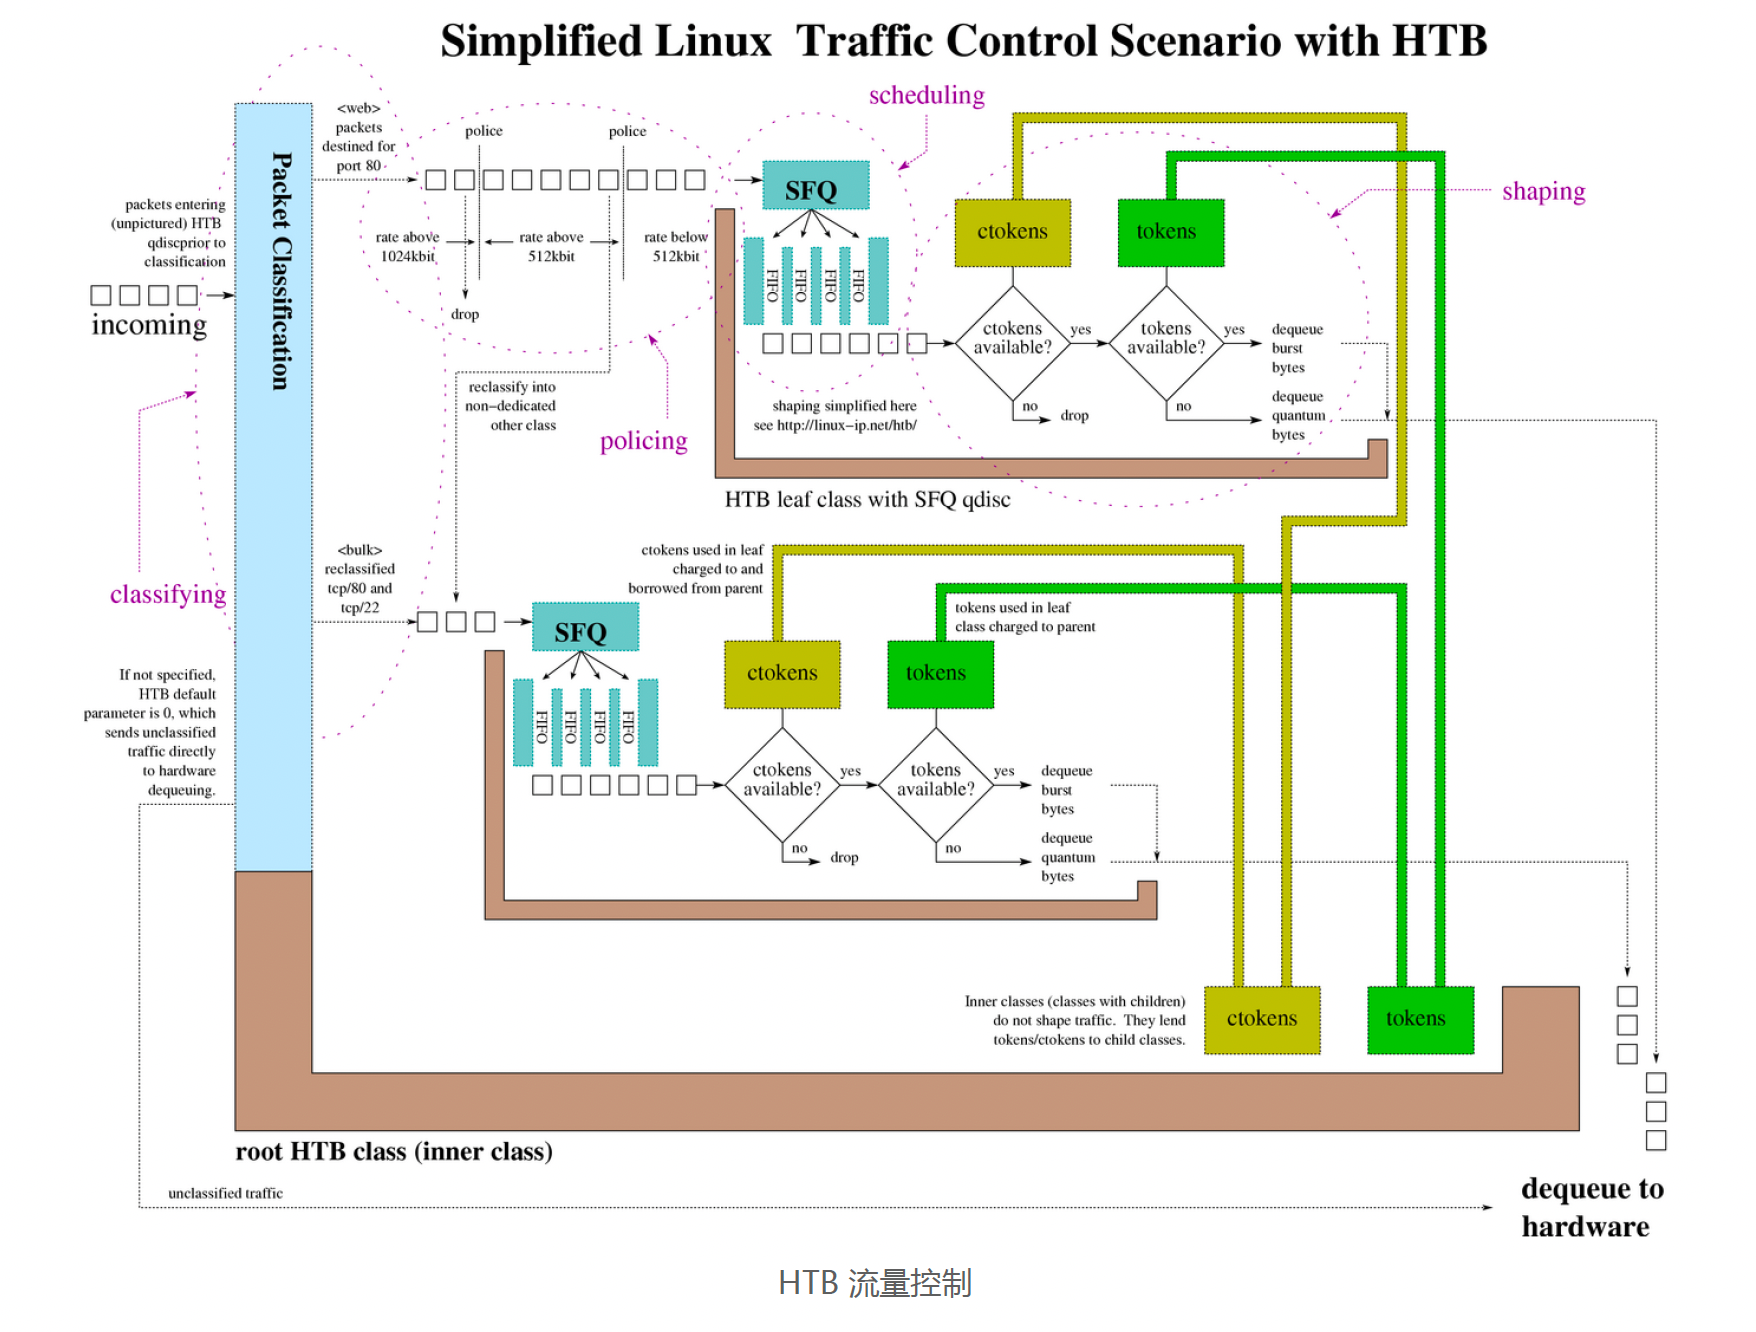 Simplified Linux  Traffic Control Scenario with HTB
scheduling
shaping
<web>
packets
destined for
port 80
police
police
Packet Classification
packets entering
(unpictured) HTB
qdiscprior to
classification
incoming
rate above
1024kbit
rate above
512kbit
rate below
512kbit
drop
SFQ
FIFO
FIFO
FIFO
FIFO
ctokens
tokens
ctokens
available?
yes
tokens
available?
yes
dequeue
burst
bytes
no
drop
no
dequeue
quantum
bytes
reclassify into
non-dedicated
other class
policing
shaping simplified here
see http://linux-ip.net/htb/
HTB leaf class with SFQ qdisc
classifying
<bulk>
reclassified
tcp/80 and
tcp/22
ctokens used in leaf
charged to and
borrowed from parent
tokens used in leaf
class charged to parent
SFQ
FIFO
FIFO
FIFO
FIFO
ctokens
tokens
ctokens
available?
yes
tokens
available?
yes
dequeue
burst
bytes
no
drop
no
dequeue
quantum
bytes
If not specified,
HTB default
parameter is 0, which
sends unclassified
traffic directly
to hardware
dequeuing.
Inner classes (classes with children)
do not shape traffic.  They lend
tokens/ctokens to child classes.
ctokens
tokens
root HTB class (inner class)
unclassified traffic
dequeue to
hardware
HTB 流量控制